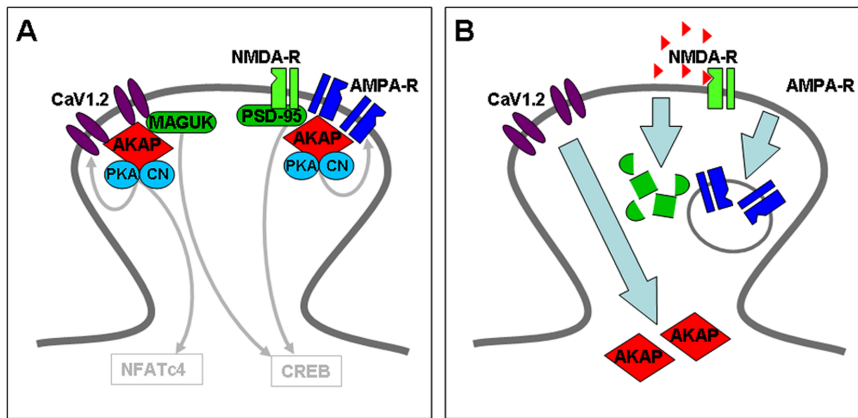 A
NMDA-R
CaV1.2
AMPA-R
MAGUK
PSD-95
AKAP
AKAP
PKA
CN
PKA
CN
NFATc4
CREB
B
NMDA-R
AMPA-R
CaV1.2
AKAP
AKAP